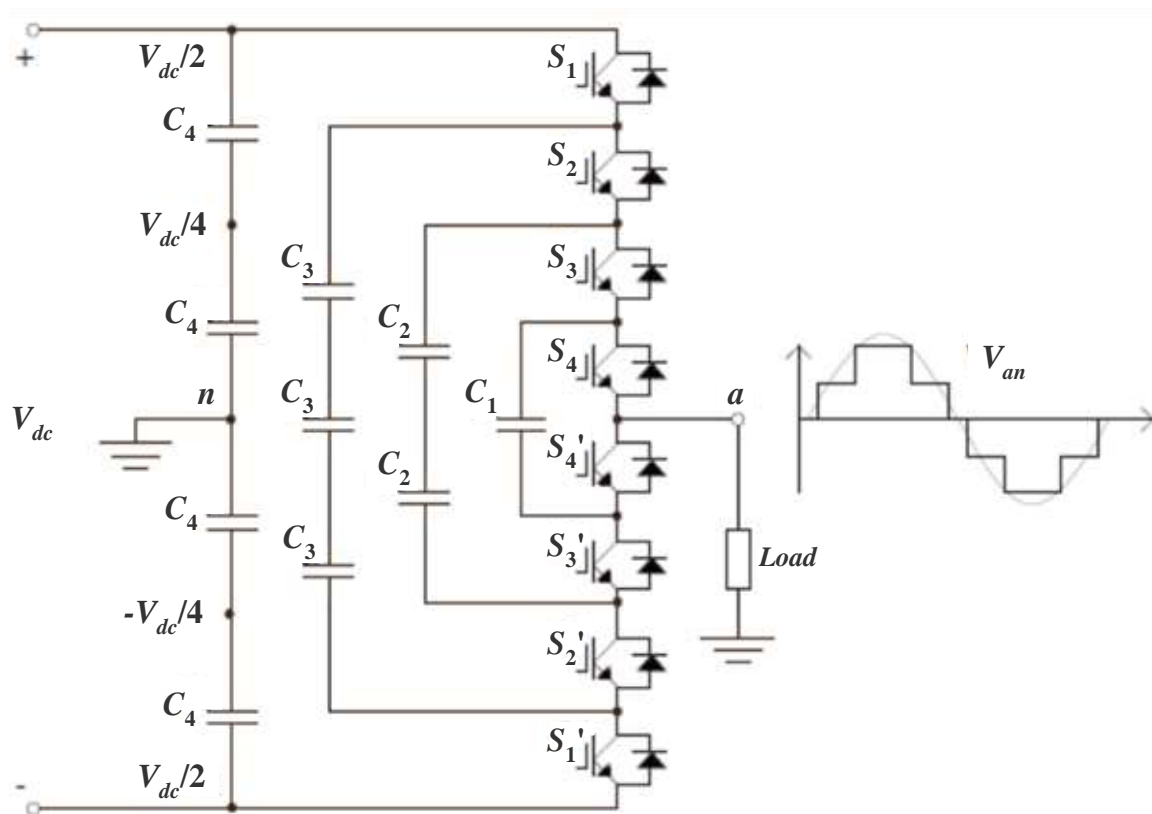 +
V_dc/2
S_1
C_4
S_2
V_dc/4
C_3
S_3
C_4
C_2
S_4
V_an
V_dc
n
C_3
C_1
a
S_4'
C_2
C_4
C_3
S_3'
Load
-V_dc/4
S_2'
C_4
S_1'
-
V_dc/2